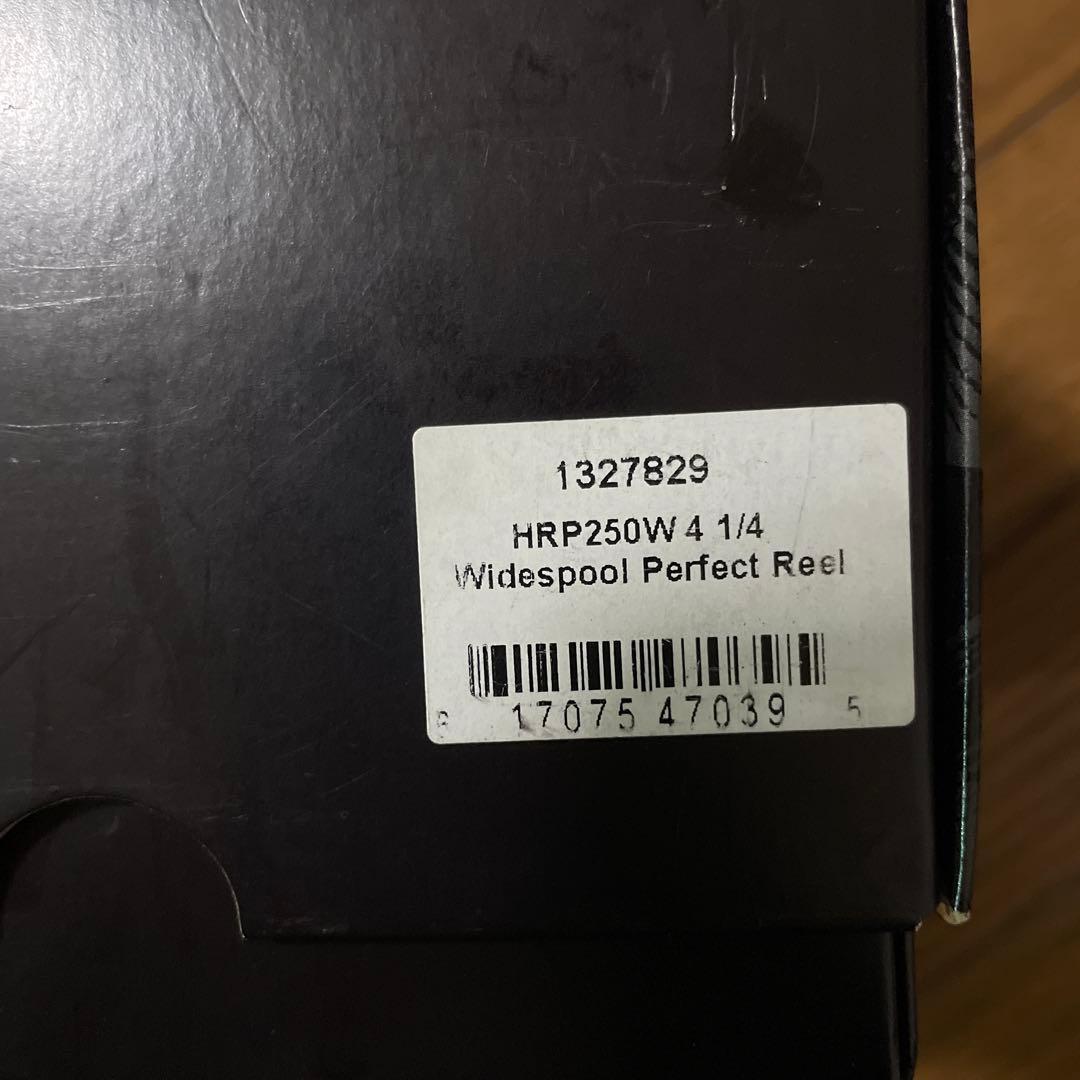 1327829
HRP250W 4 1/4
Widespool Perfect Reel
17075 47039 5